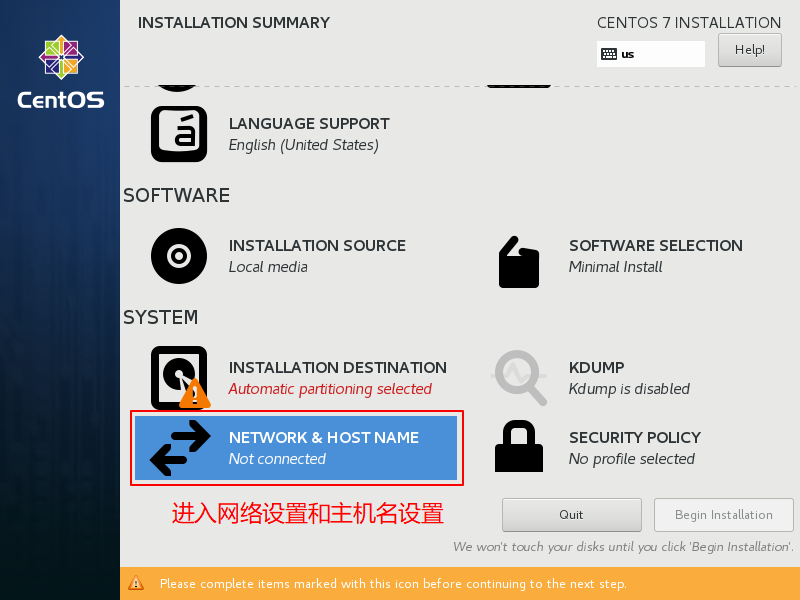 INSTALLATION SUMMARY
CENTOS 7 INSTALLATION
us
Help!
CentOS
LANGUAGE SUPPORT
English (United States)
SOFTWARE
INSTALLATION SOURCE
Local media
SOFTWARE SELECTION
Minimal Install
SYSTEM
INSTALLATION DESTINATION
Automatic partitioning selected
KDUMP
Kdump is disabled
NETWORK & HOST NAME
Not connected
SECURITY POLICY
No profile selected
进入网络设置和主机名设置
Quit
Begin Installation
We won't touch your disks until you click 'Begin Installation'.
Please complete items marked with this icon before continuing to the next step.